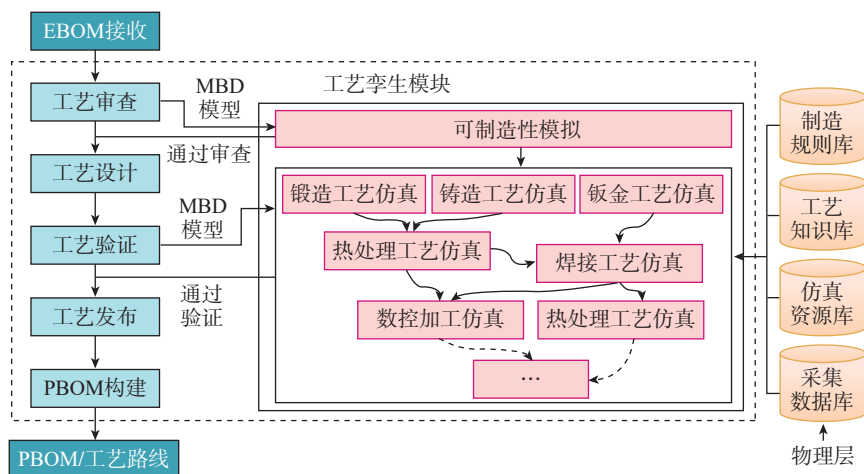 EBOM接收
工艺审查
工艺设计
工艺验证
工艺发布
PBOM构建
PBOM/工艺路线
MBD
模型
通过审查
MBD
模型
通过
验证
工艺孪生模块
可制造性模拟
锻造工艺仿真
铸造工艺仿真
钣金工艺仿真
热处理工艺仿真
焊接工艺仿真
数控加工仿真
热处理工艺仿真
…
制造
规则库
工艺
知识库
仿真
资源库
采集
数据库
物理层